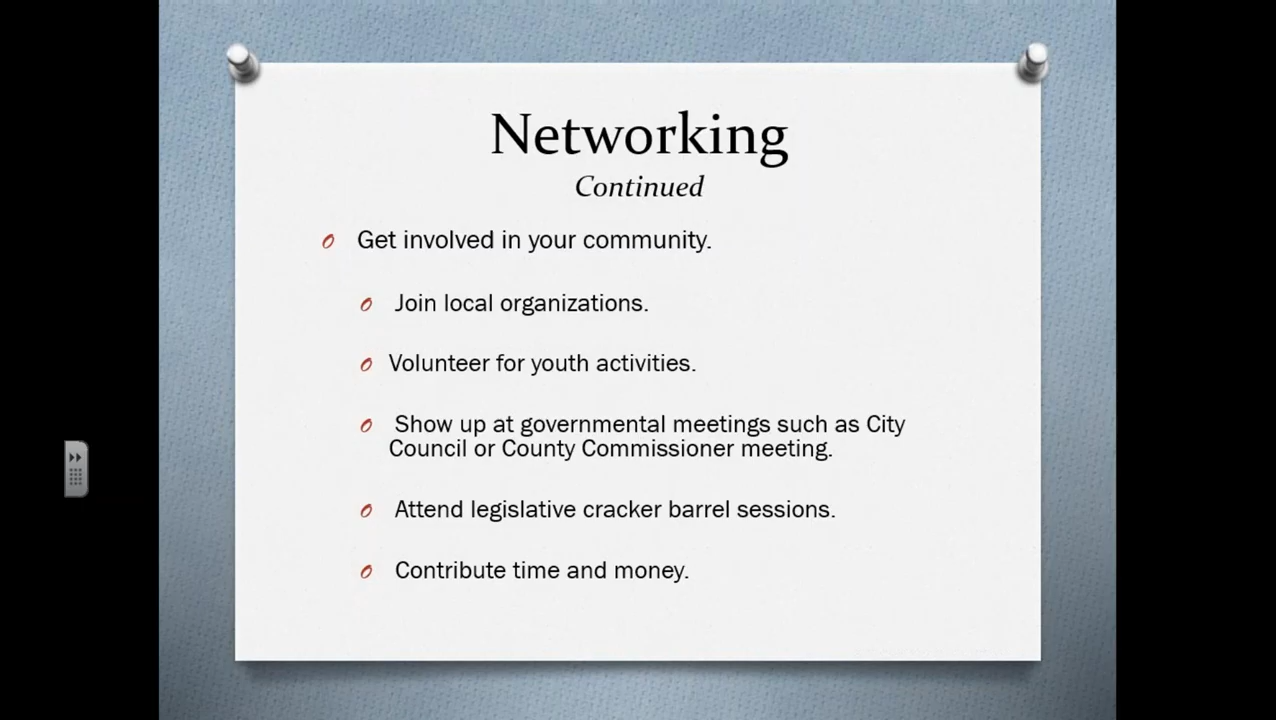 Networking
Continued
Get involved in your community.
Join local organizations.
Volunteer for youth activities.
Show up at governmental meetings such as City
Council or County Commissioner meeting.
Attend legislative cracker barrel sessions.
Contribute time and money.